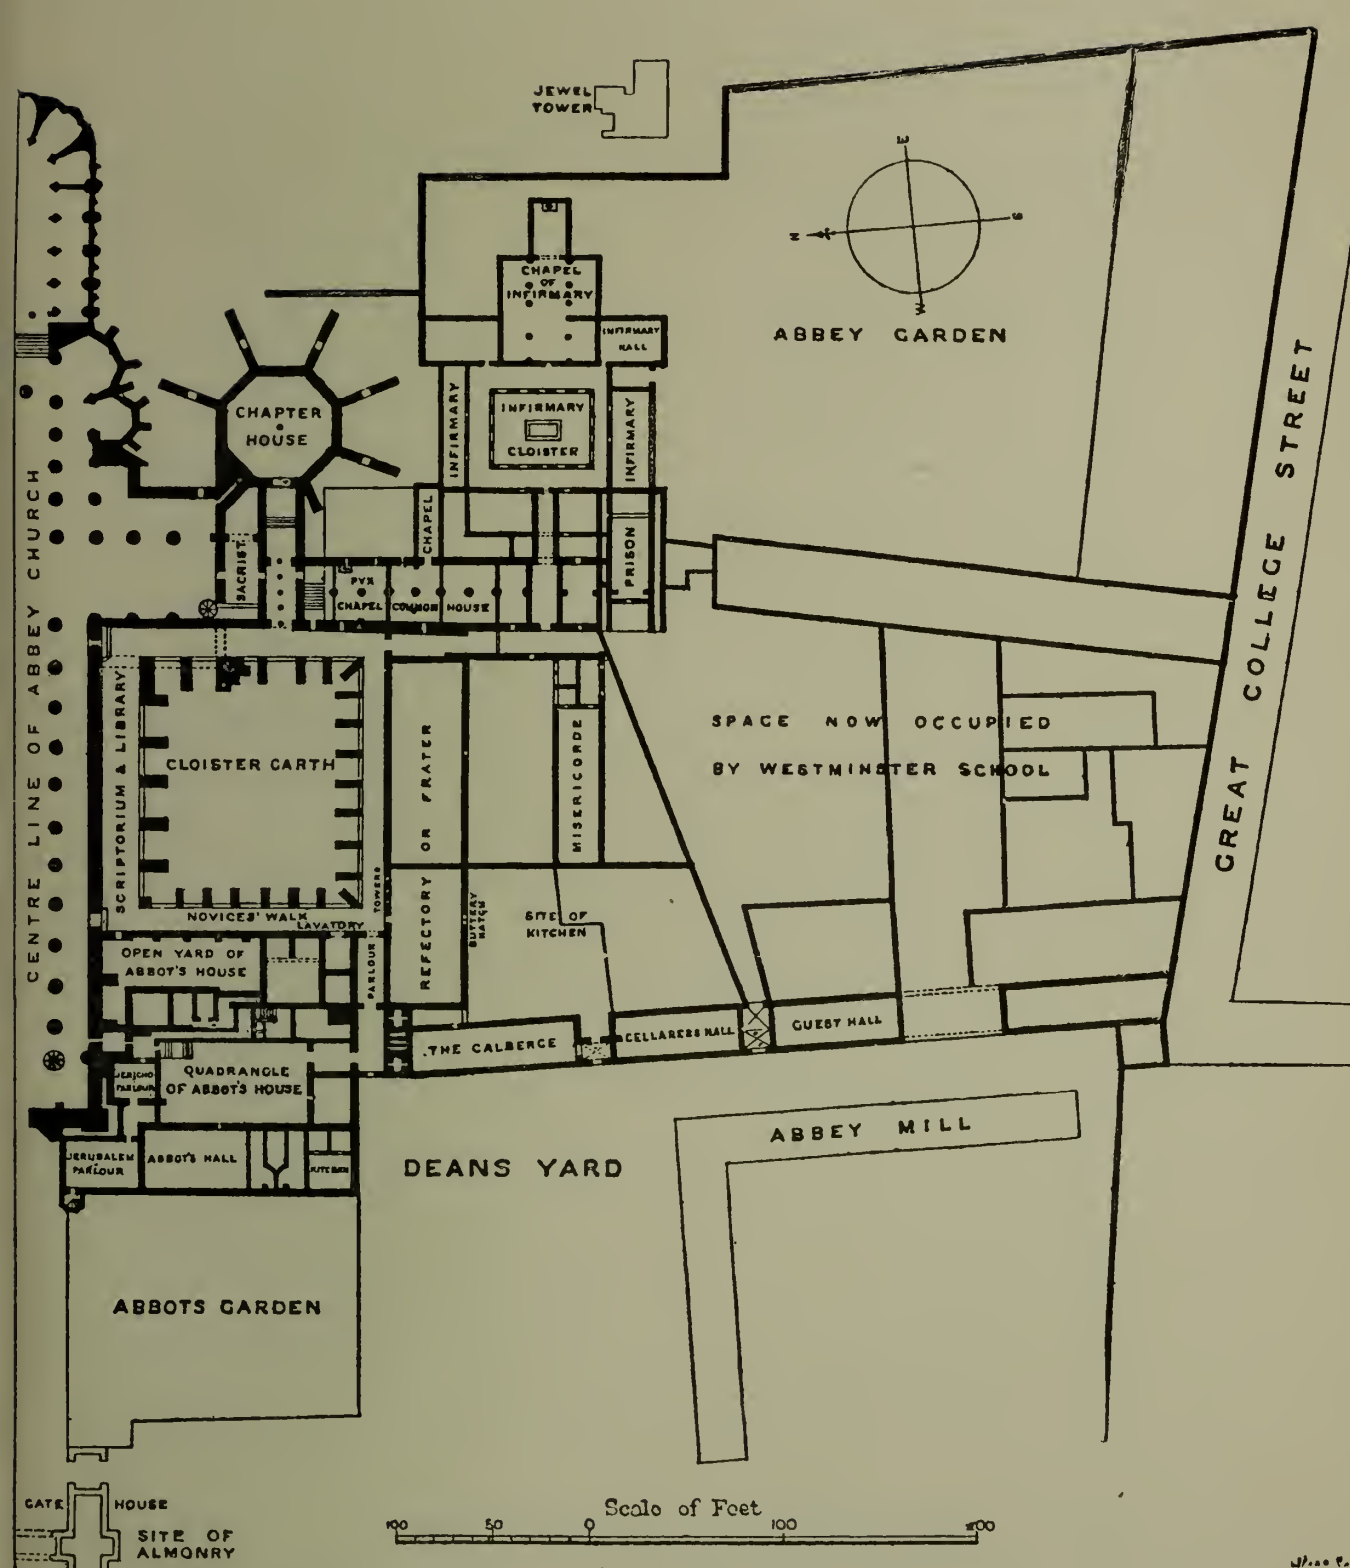 JEWEL
TOWER
E
N
S
W
CHAPEL
OF
INFIRMARY
INFIRMARY
HALL
ABBEY GARDEN
CHAPTER
HOUSE
INFIRMARY
INFIRMARY
CLOISTER
INFIRMARY
GREAT COLLEGE STREET
CENTRE LINE OF ABBEY CHURCH
CHAPEL
SACRIST.
PRISON
PYX
CHAPEL
COMMON HOUSE
SCRIPTORIUM & LIBRARY
CLOISTER GARTH
REFECTORY OR FRATER
MISERICORDE
SPACE NOW OCCUPIED
BY WESTMINSTER SCHOOL
TOWERS
NOVICES' WALK
LAVATORY
BUTTERY
HATCH
SITE OF
KITCHEN
OPEN YARD OF
ABBOT'S HOUSE
PARLOUR
THE CALBERGE
CELLARERS HALL
GUEST HALL
JERICHO
PARLOUR
QUADRANGLE
OF ABBOT'S HOUSE
ABBEY MILL
JERUSALEM
PARLOUR
ABBOTS HALL
KITCHEN
DEANS YARD
ABBOTS GARDEN
GATE HOUSE
SITE OF
ALMONRY
Scale of Feet
100 50 0 100 200